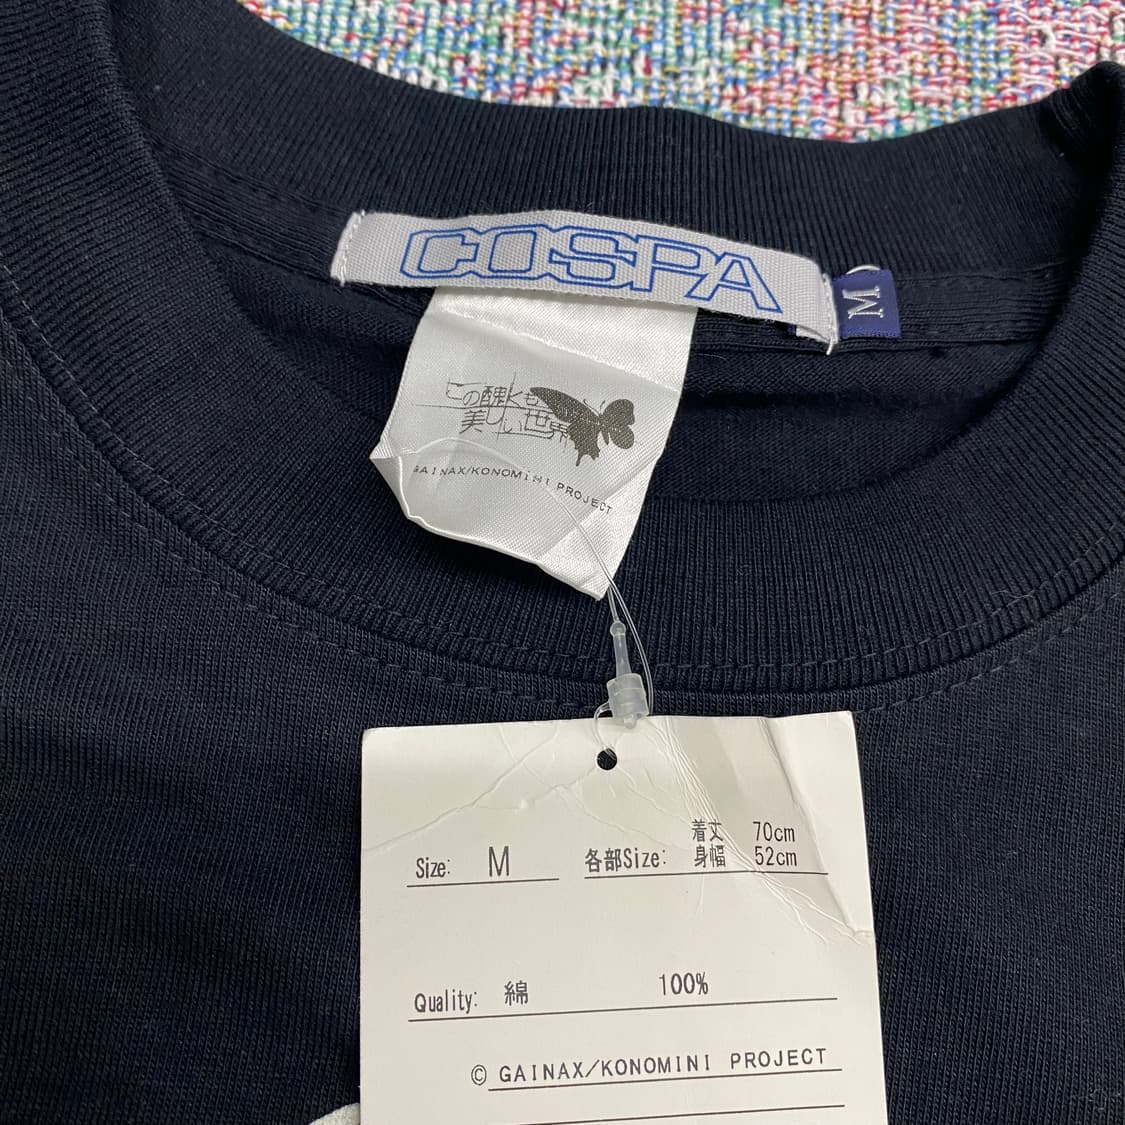 COSPA
M
この醜くも
美しい世界
GAINAX/KONOMINI PROJECT
Size: M
各部Size: 着丈 70cm
身幅 52cm
Quality: 綿 100%
© GAINAX/KONOMINI PROJECT